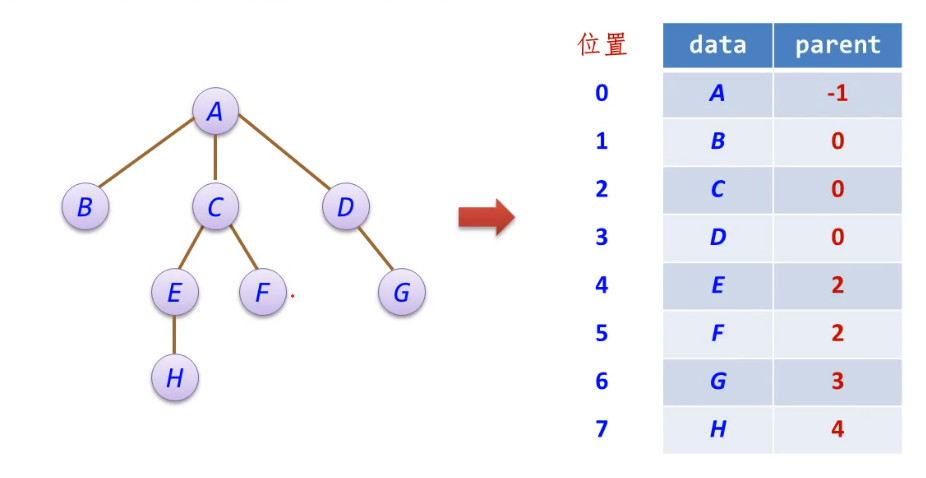 A
B C D
E F G
H
位置 data parent
0 A -1
1 B 0
2 C 0
3 D 0
4 E 2
5 F 2
6 G 3
7 H 4